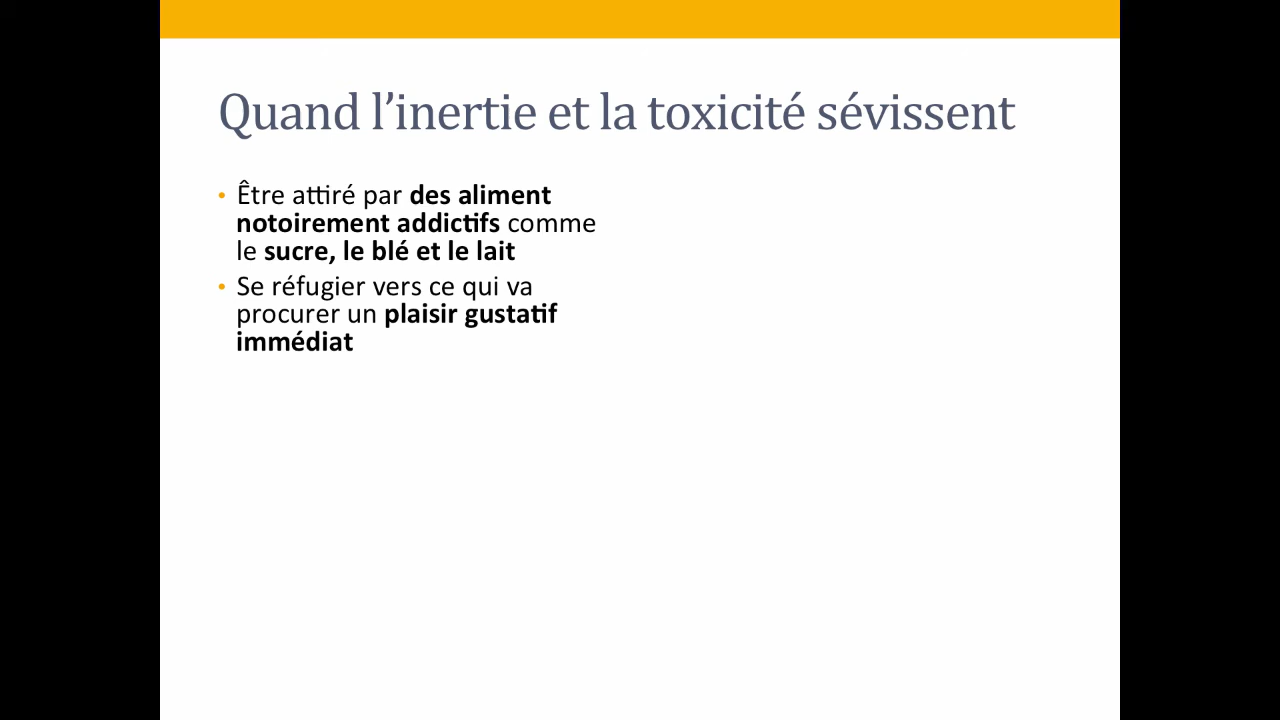 Quand l’inertie et la toxicité sévissent
• Être attiré par des aliment
notoirement addictifs comme
le sucre, le blé et le lait
• Se réfugier vers ce qui va
procurer un plaisir gustatif
immédiat